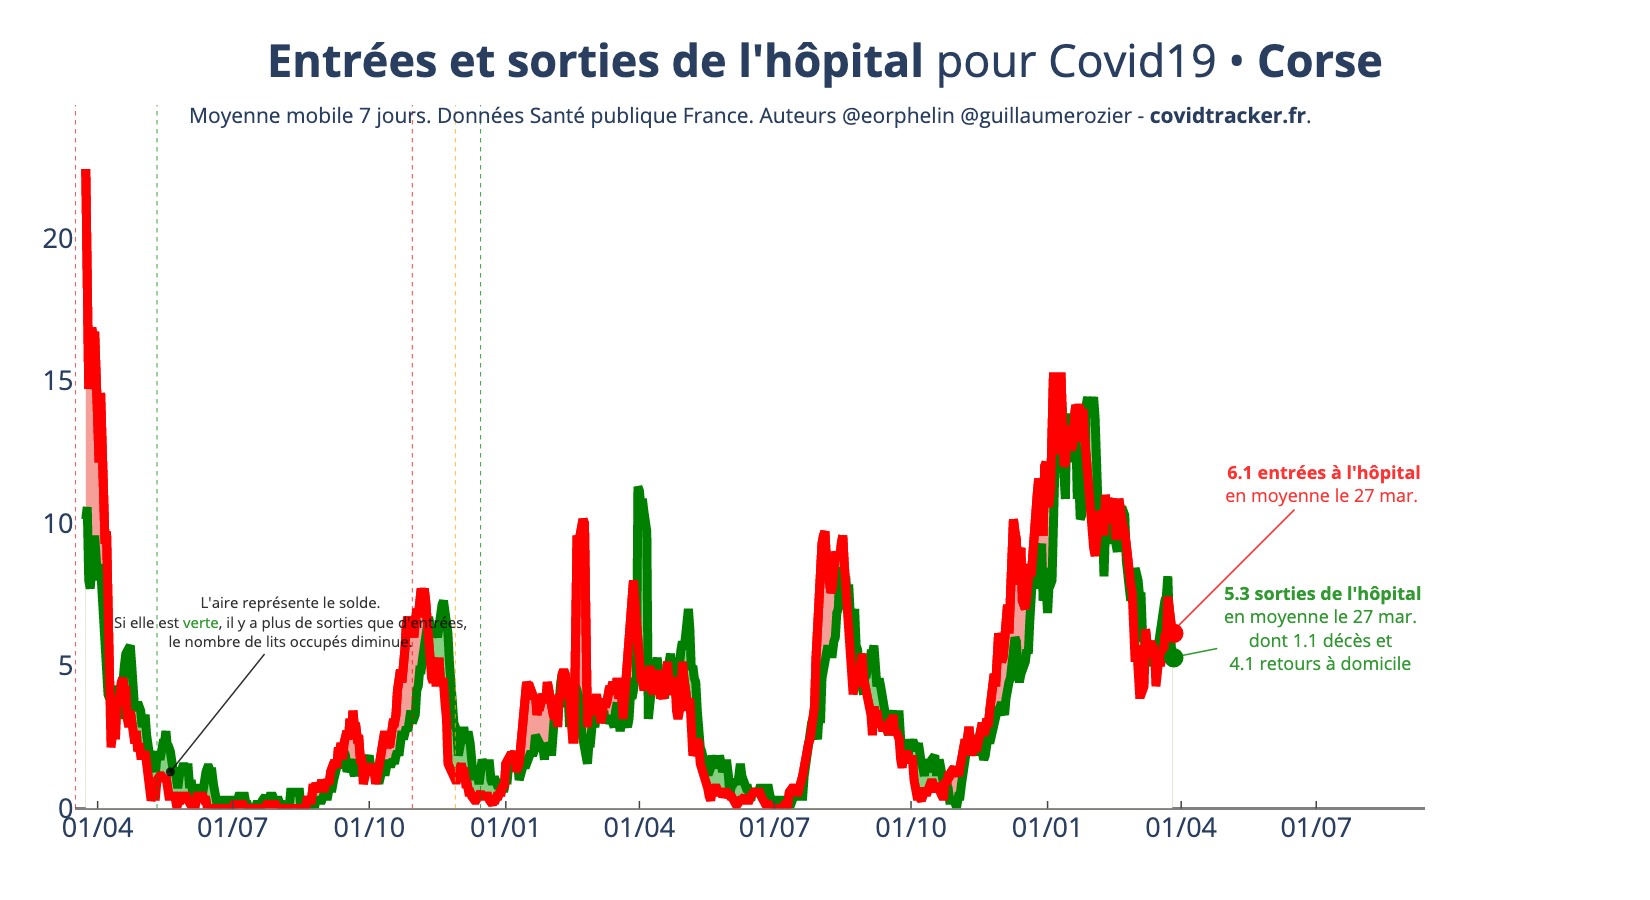 Entrées et sorties de l'hôpital pour Covid19 • Corse
Moyenne mobile 7 jours. Données Santé publique France. Auteurs @eorphelin @guillaumerozier - covidtracker.fr.
20
15
10
5
0
6.1 entrées à l'hôpital
en moyenne le 27 mar.
5.3 sorties de l'hôpital
en moyenne le 27 mar.
dont 1.1 décès et
4.1 retours à domicile
L'aire représente le solde.
Si elle est verte, il y a plus de sorties que d'entrées,
le nombre de lits occupés diminue.
01/04 01/07 01/10 01/01 01/04 01/07 01/10 01/01 01/04 01/07